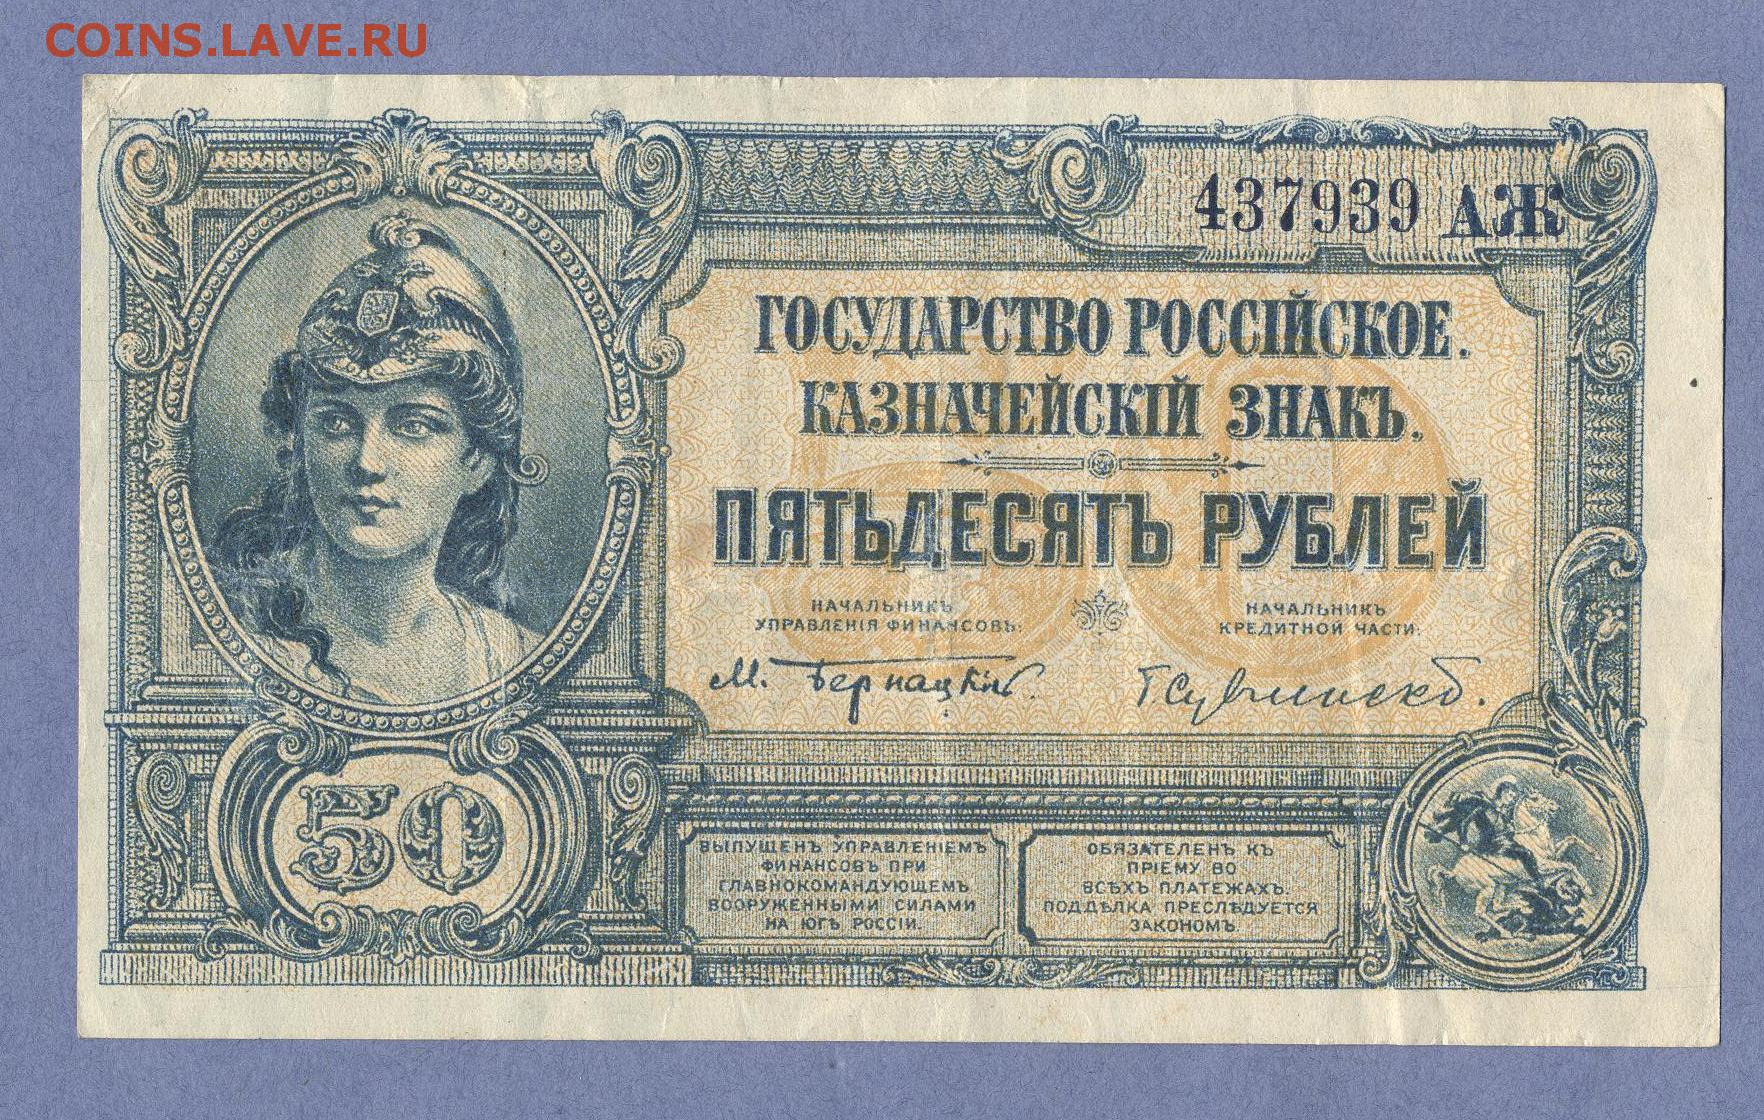 COINS.LAVE.RU
437939 АЖ
ГОСУДАРСТВО РОССІЙСКОЕ.
КАЗНАЧЕЙСКІЙ ЗНАКЪ.
ПЯТЬДЕСЯТЪ РУБЛЕЙ
НАЧАЛЬНИКЪ
УПРАВЛЕНІЯ ФИНАНСОВЪ:
НАЧАЛЬНИКЪ
КРЕДИТНОЙ ЧАСТИ:
М. Бернацкій.
50
ВЫПУЩЕНЪ УПРАВЛЕНІЕМЪ
ФИНАНСОВЪ ПРИ
ГЛАВНОКОМАНДУЮЩЕМЪ
ВООРУЖЕННЫМИ СИЛАМИ
НА ЮГѢ РОССІИ.
ОБЯЗАТЕЛЕНЪ КЪ
ПРІЕМУ ВО
ВСѢХЪ ПЛАТЕЖАХЪ.
ПОДДѢЛКА ПРЕСЛѢДУЕТСЯ
ЗАКОНОМЪ